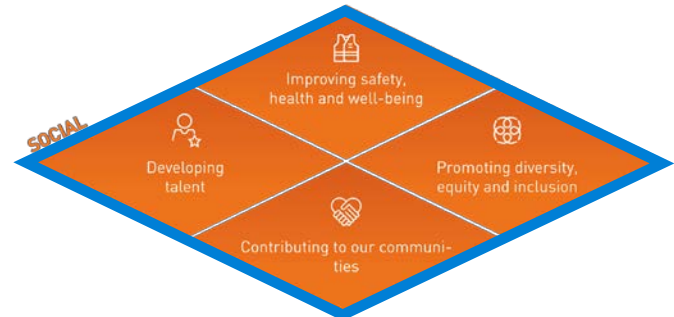 Improving safety,
health and well-being
SOCIAL
Developing
talent
Promoting diversity,
equity and inclusion
Contributing to our communi-
ties